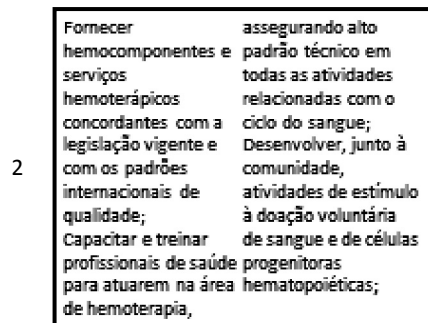 2
Fornecer
hemocomponentes e
serviços
hemoterápicos
concordantes com a
legislação vigente e
com os padrões
internacionais de
qualidade;
Capacitar e treinar
profissionais de saúde
para atuarem na área
de hemoterapia,
assegurando alto
padrão técnico em
todas as atividades
relacionadas com o
ciclo do sangue;
Desenvolver, junto à
comunidade,
atividades de estímulo
à doação voluntária
de sangue e de células
progenitoras
hematopoiéticas;